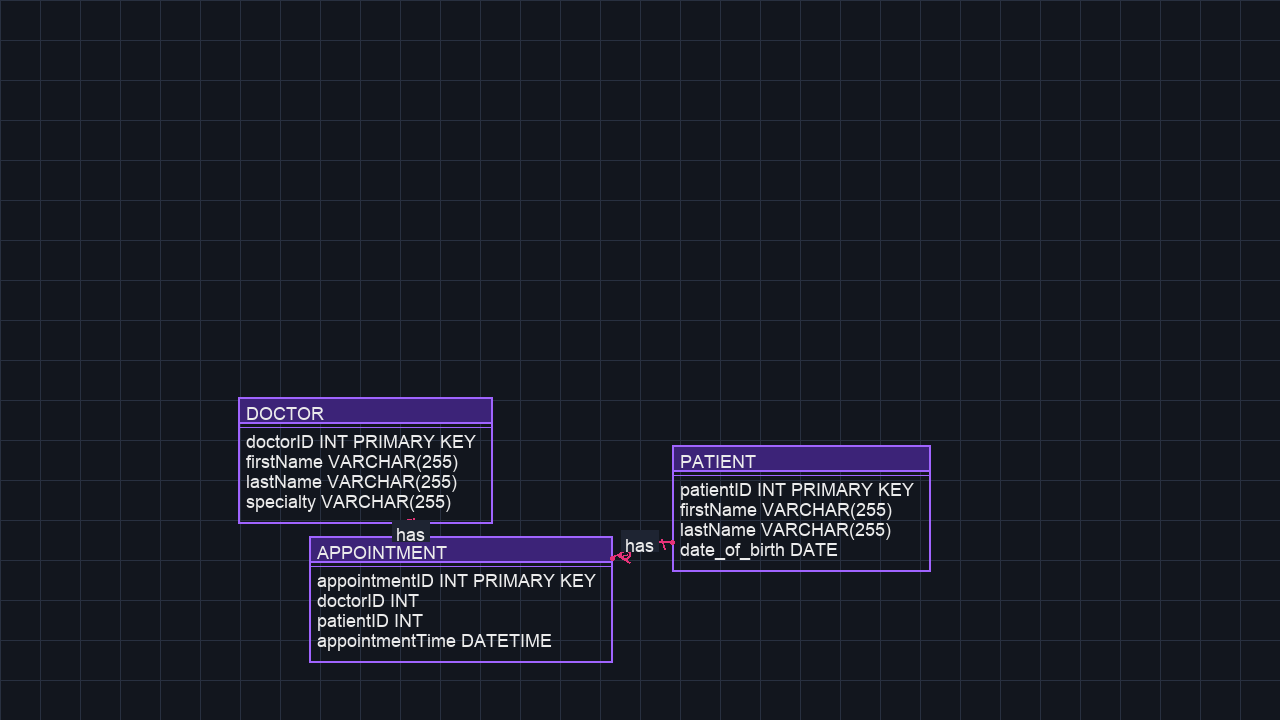 DOCTOR
doctorID INT PRIMARY KEY
firstName VARCHAR(255)
lastName VARCHAR(255)
specialty VARCHAR(255)
has
APPOINTMENT
appointmentID INT PRIMARY KEY
doctorID INT
patientID INT
appointmentTime DATETIME
has
PATIENT
patientID INT PRIMARY KEY
firstName VARCHAR(255)
lastName VARCHAR(255)
date_of_birth DATE